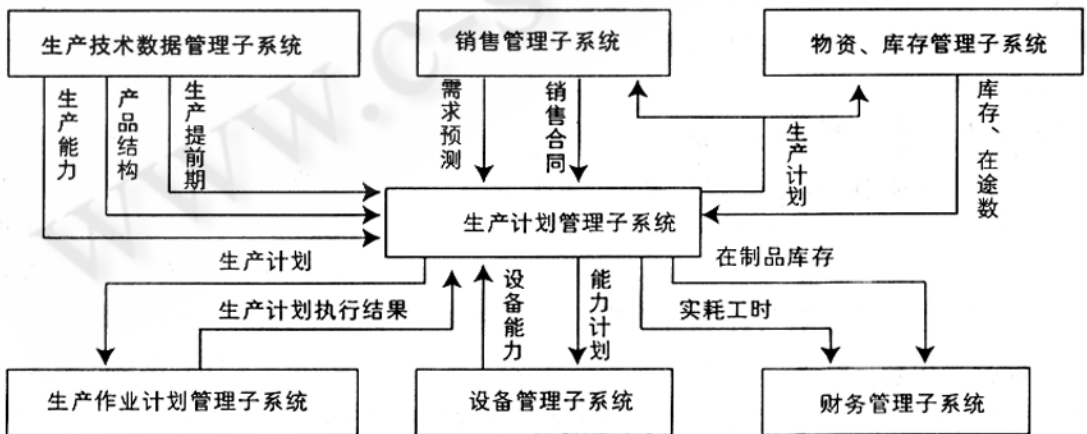 生产技术数据管理子系统
销售管理子系统
物资、库存管理子系统
生产能力
产品结构
生产提前期
需求预测
销售合同
生产计划
库存、在途数
生产计划管理子系统
生产计划
生产计划执行结果
设备能力
能力计划
实耗工时
在制品库存
生产作业计划管理子系统
设备管理子系统
财务管理子系统
www.c-s